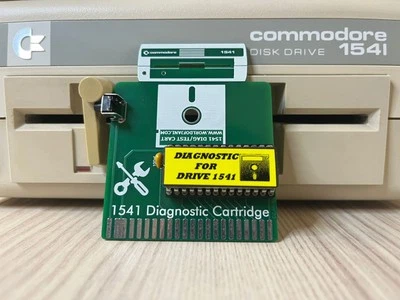 commodore
DISK DRIVE 1541
commodore 1541
1541 DIAG/TEST CART
WWW.WORLDOFJANI.COM
DIAGNOSTIC
FOR
DRIVE 1541
1541 Diagnostic Cartridge